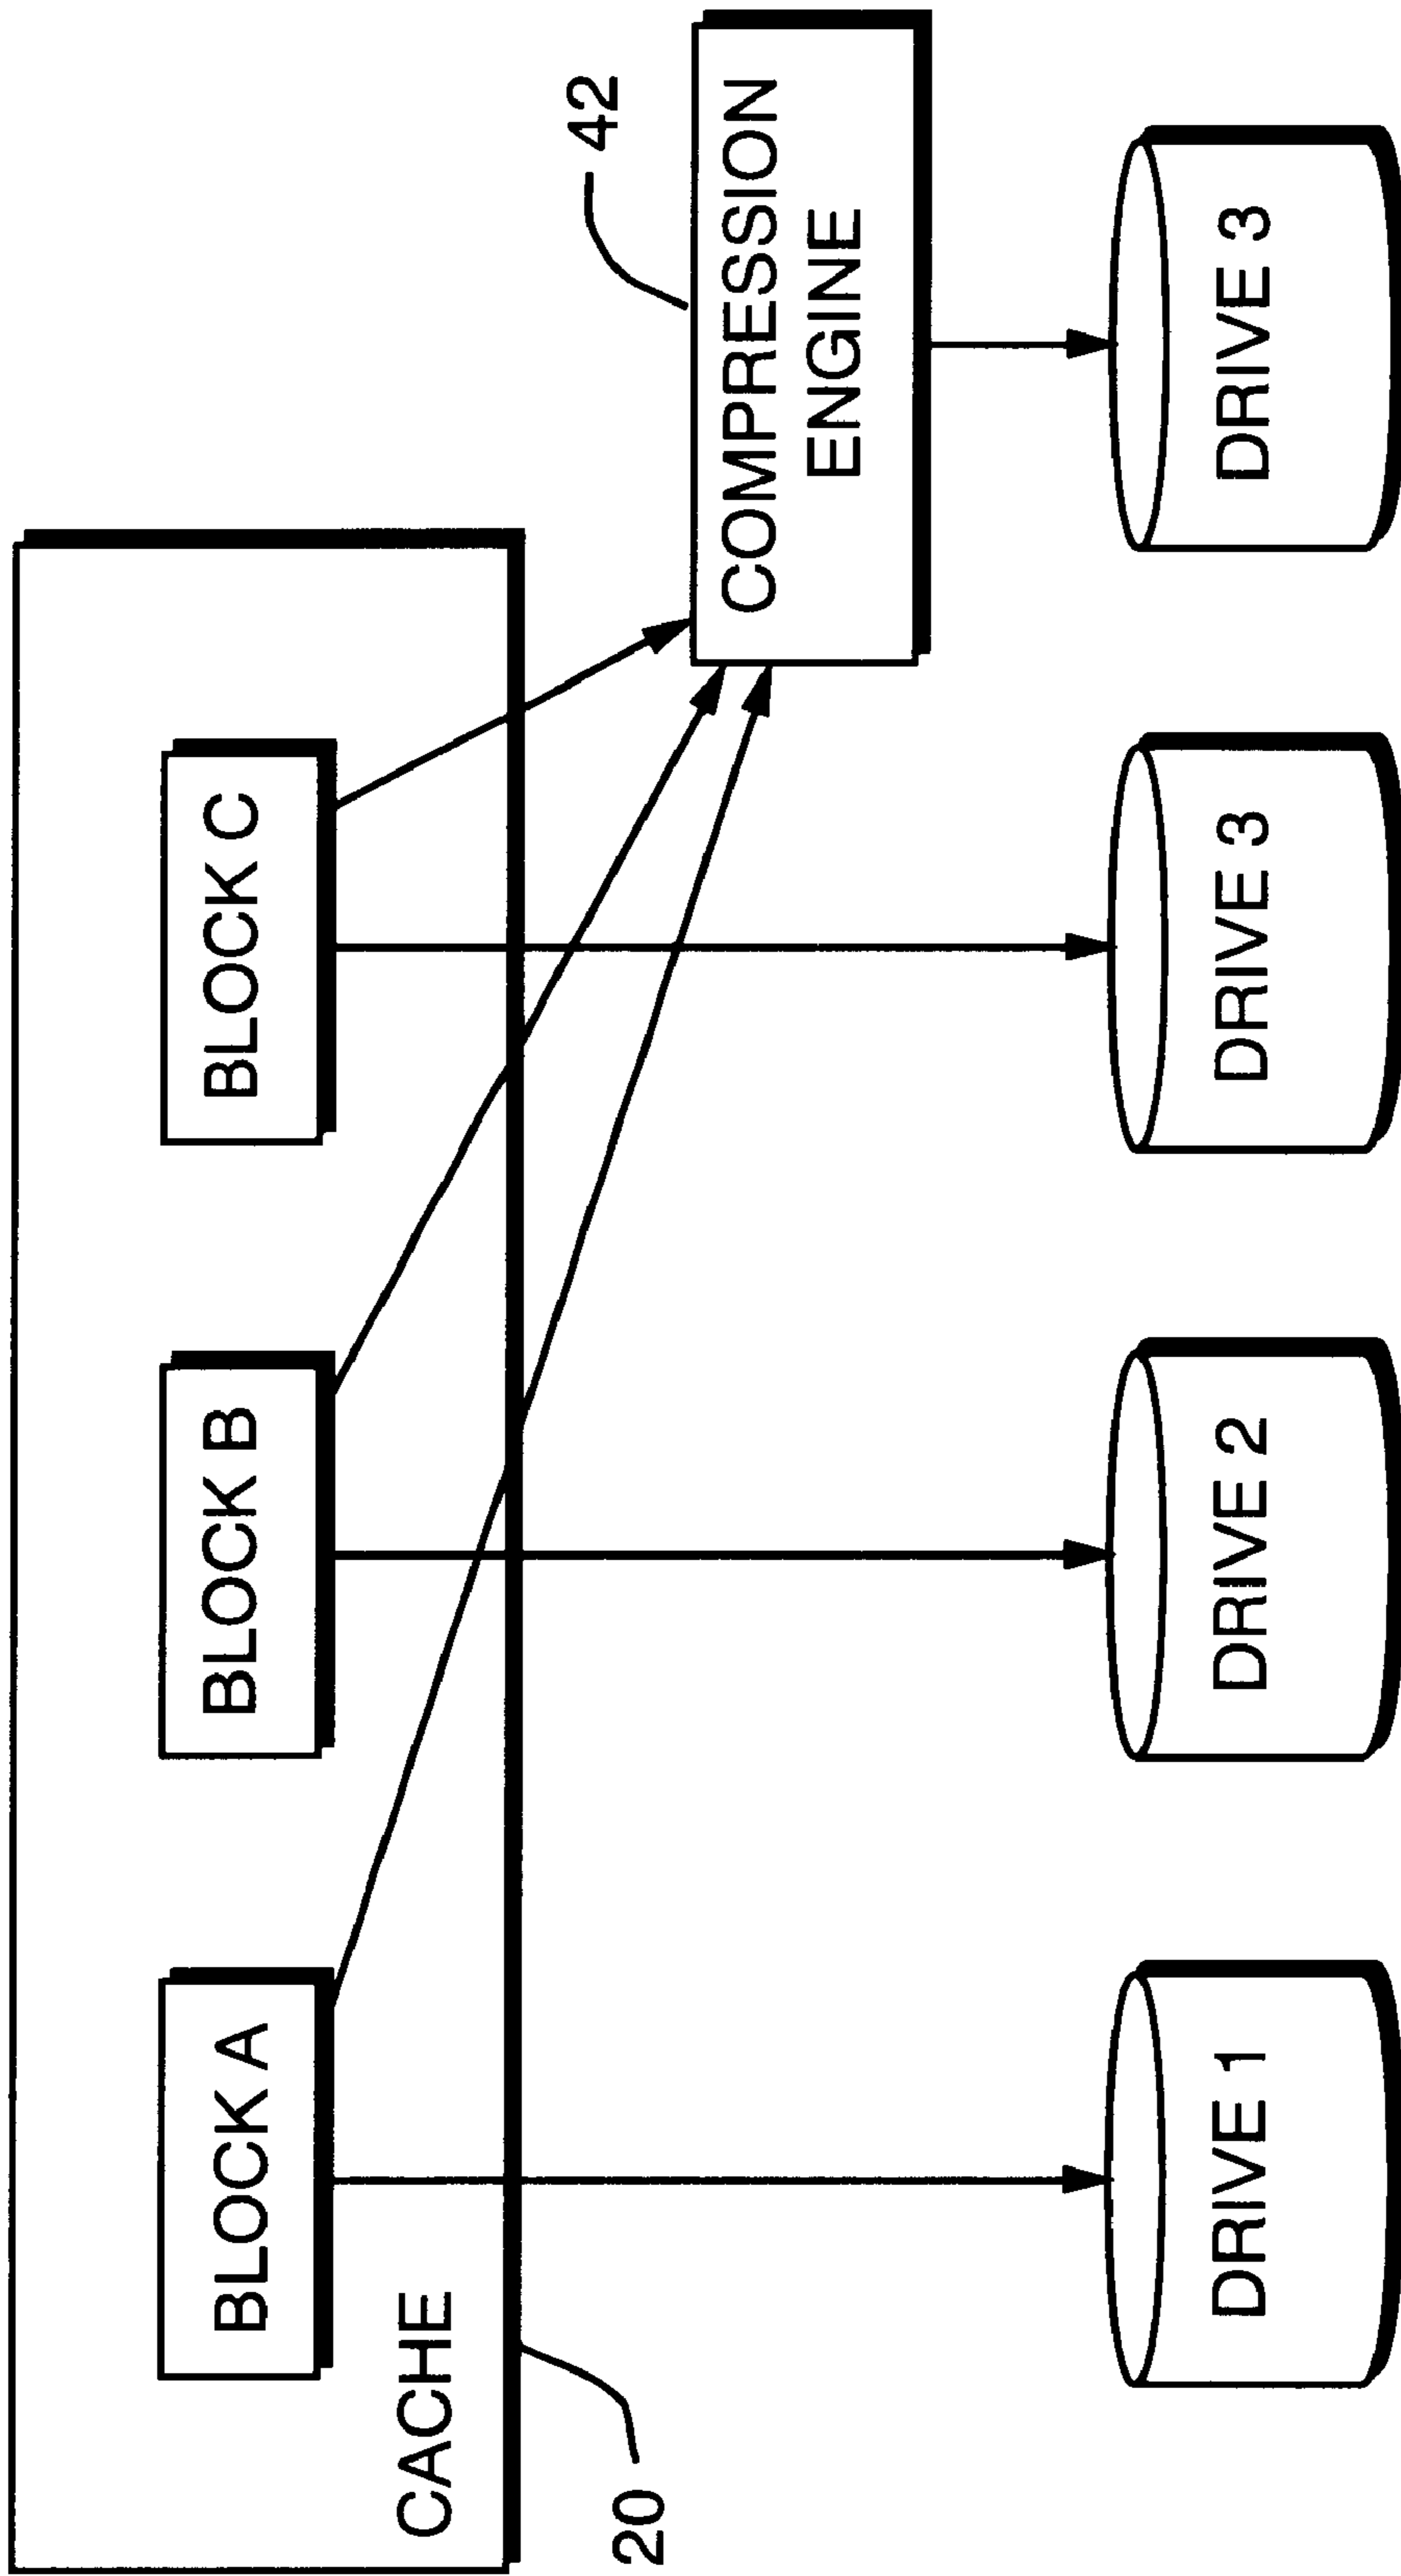 BLOCK A
BLOCK B
BLOCK C
CACHE
20
42
COMPRESSION
ENGINE
DRIVE 1
DRIVE 2
DRIVE 3
DRIVE 3